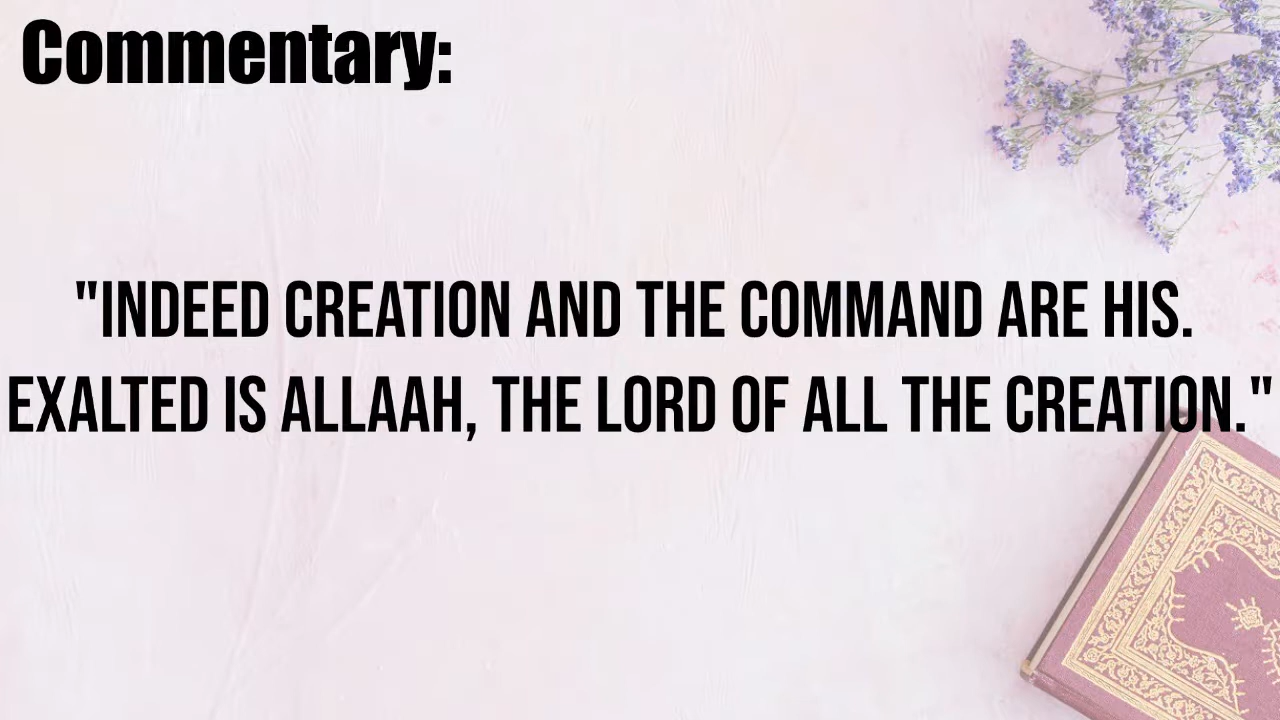 Commentary:
"INDEED CREATION AND THE COMMAND ARE HIS.
EXALTED IS ALLAAH, THE LORD OF ALL THE CREATION."